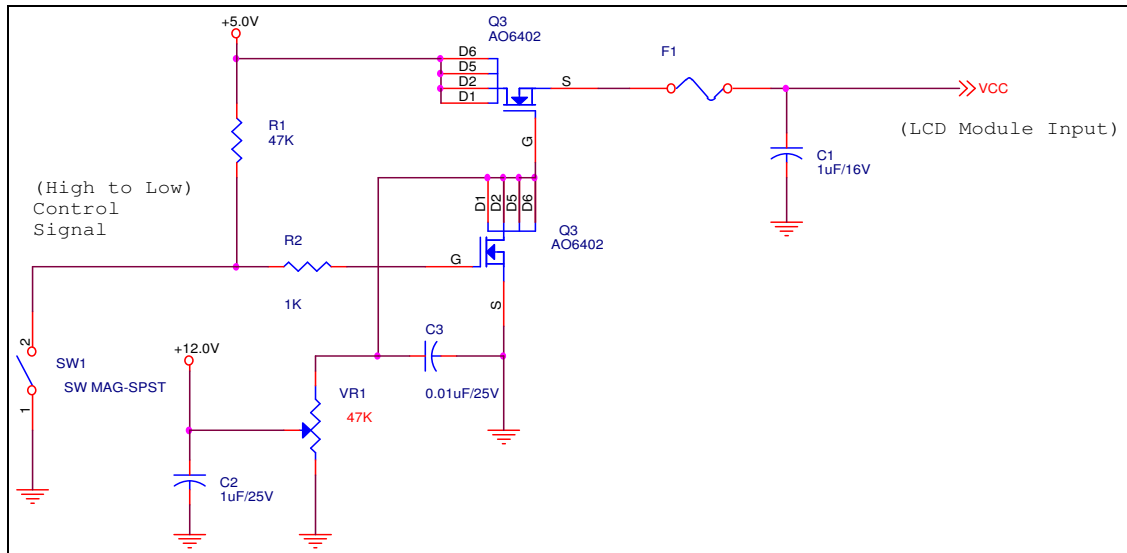 +5.0V
Q3
AO6402
D6
D5
D2
D1
S
G
F1
VCC
(LCD Module Input)
R1
47K
C1
1uF/16V
(High to Low)
Control
Signal
D1
D2
D5
D6
Q3
AO6402
R2
1K
G
S
2
SW1
SW MAG-SPST
1
+12.0V
C3
0.01uF/25V
VR1
47K
C2
1uF/25V